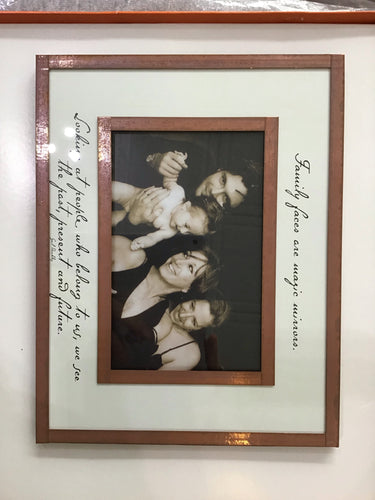 Family faces are magic mirrors.
Looking at people who belong to us, we see
the past, present and future.